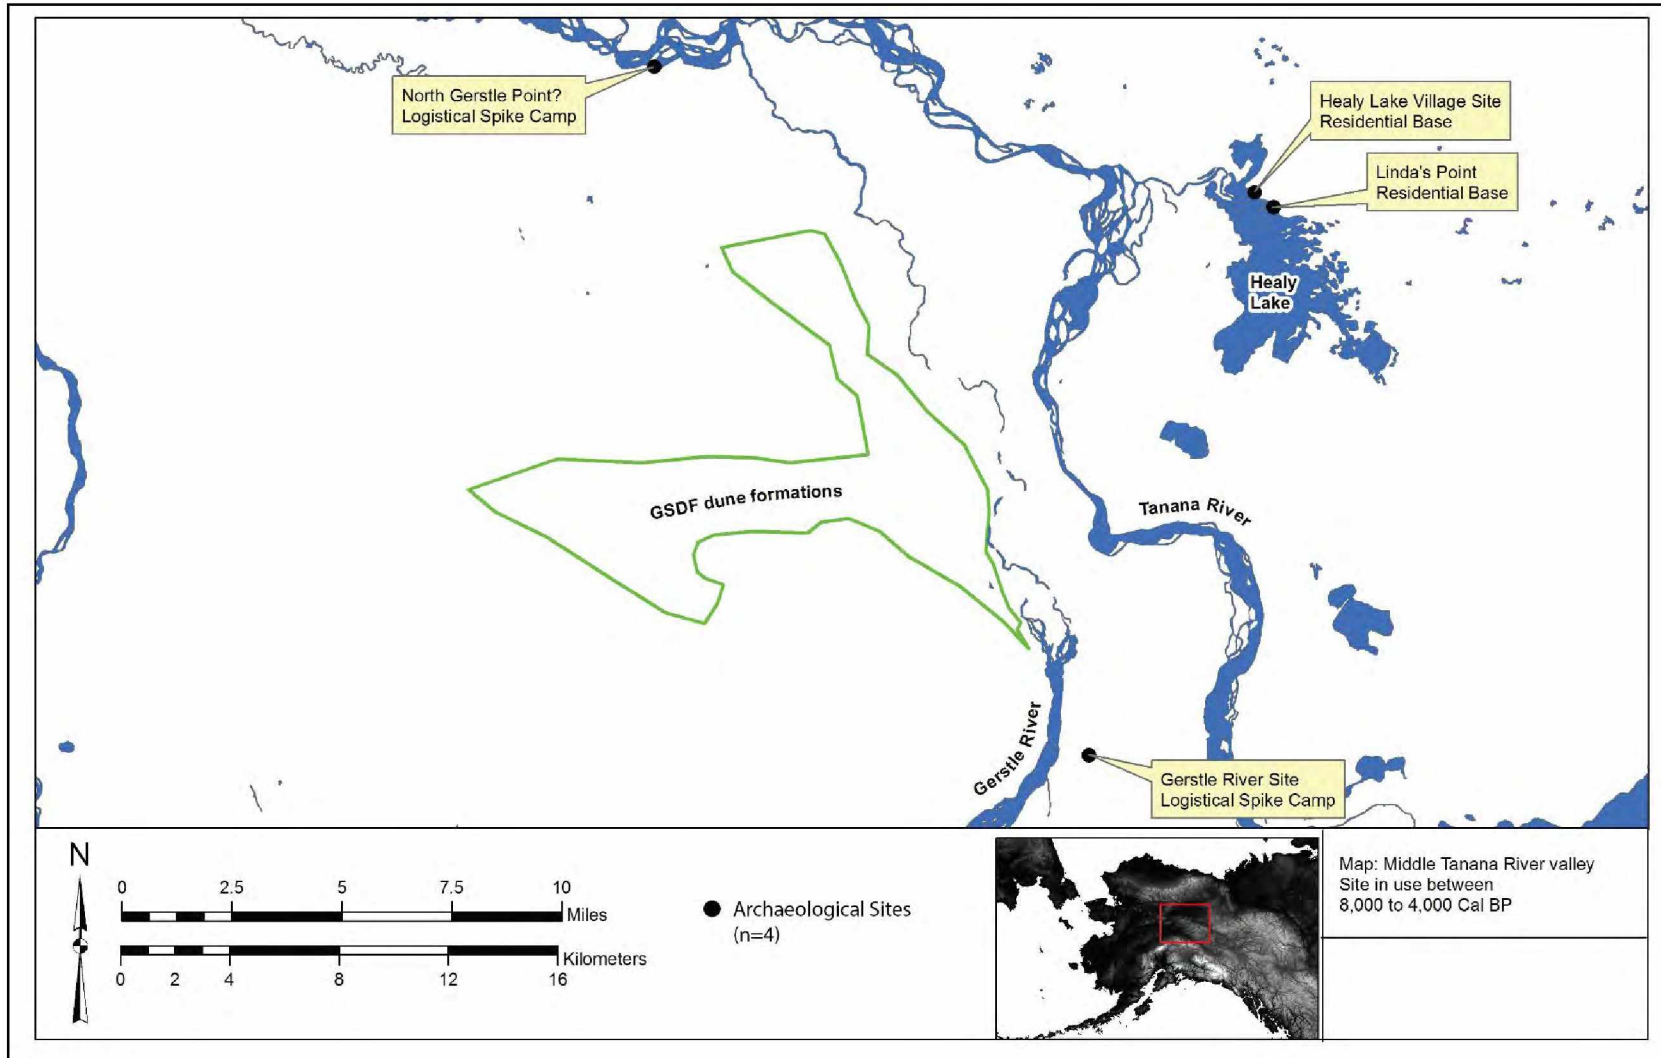 North Gerstle Point?
Logistical Spike Camp
Healy Lake Village Site
Residential Base
Linda's Point
Residential Base
Healy
Lake
GSDF dune formations
Tanana River
Gerstle River
Gerstle River Site
Logistical Spike Camp
N
0 2.5 5 7.5 10
Miles
Kilometers
0 2 4 8 12 16
Archaeological Sites
(n=4)
Map: Middle Tanana River valley
Site in use between
8,000 to 4,000 Cal BP